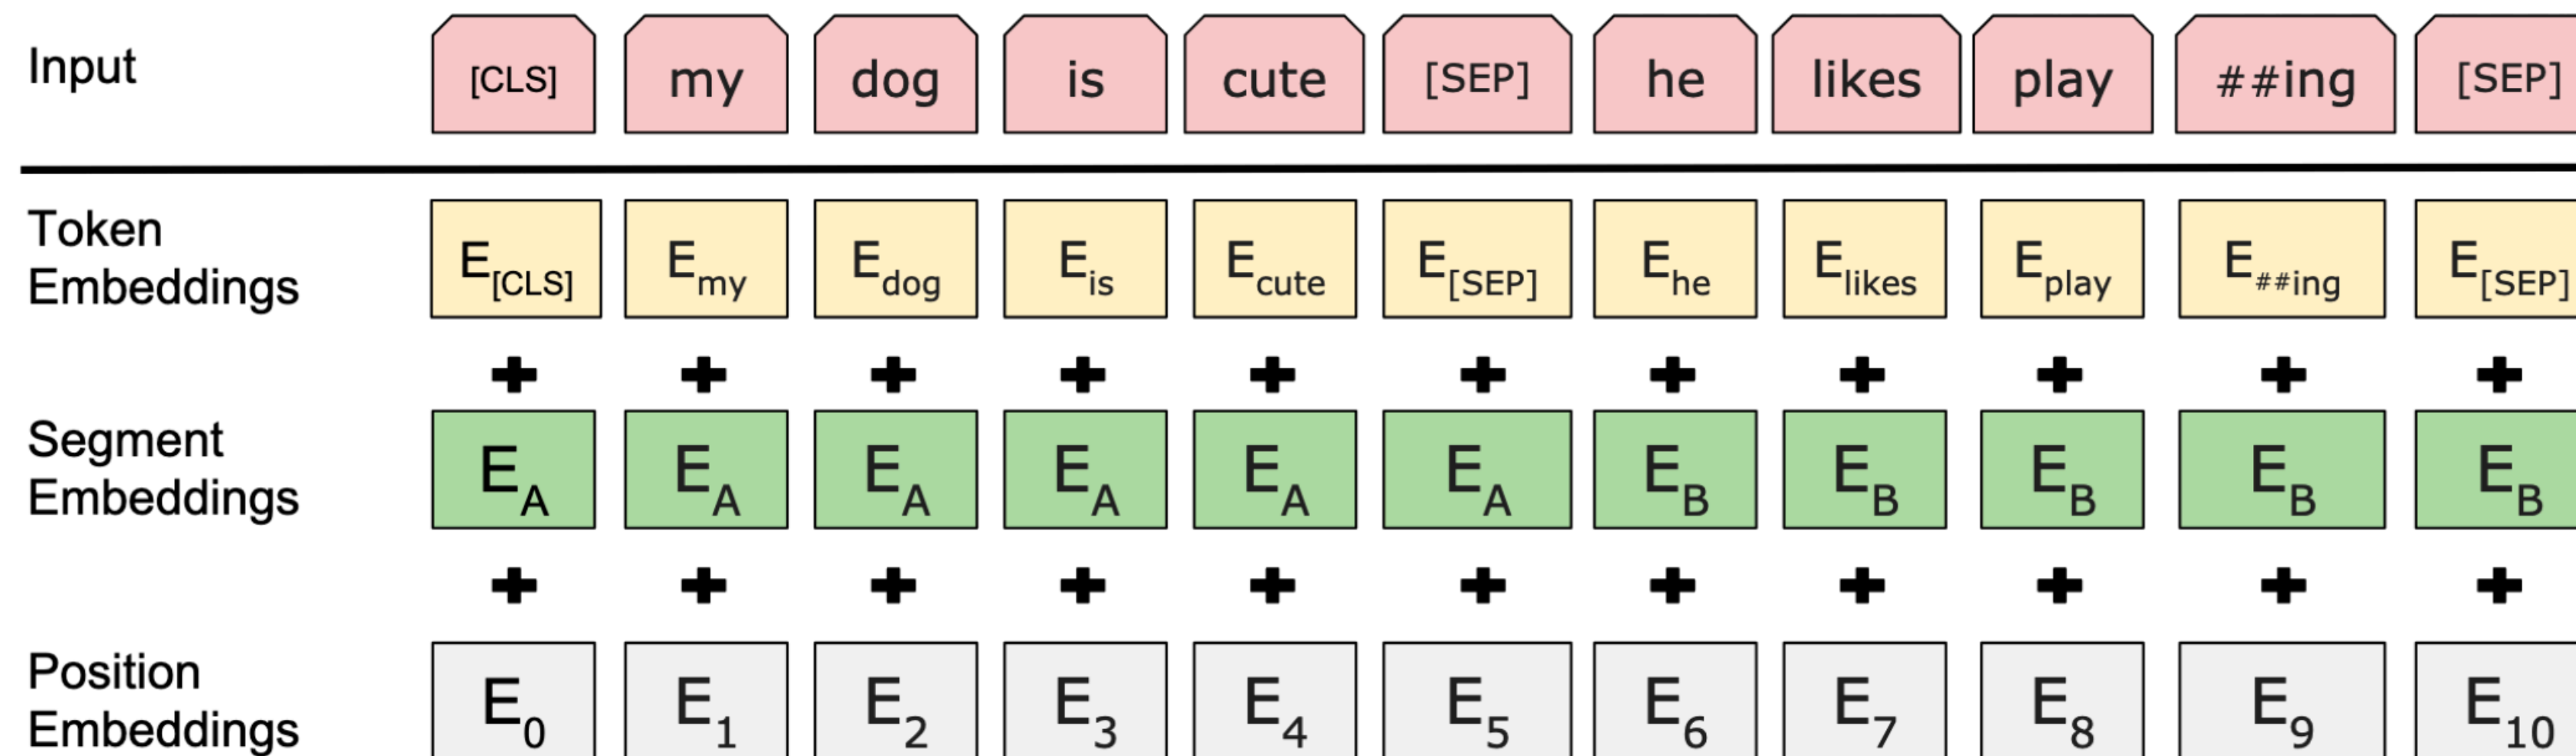 Input [CLS] my dog is cute [SEP] he likes play ##ing [SEP]
Token
Embeddings E[CLS] Emy Edog Eis Ecute E[SEP] Ehe Elikes Eplay E##ing E[SEP]
+ + + + + + + + + + +
Segment
Embeddings EA EA EA EA EA EA EB EB EB EB EB
+ + + + + + + + + + +
Position
Embeddings E0 E1 E2 E3 E4 E5 E6 E7 E8 E9 E10